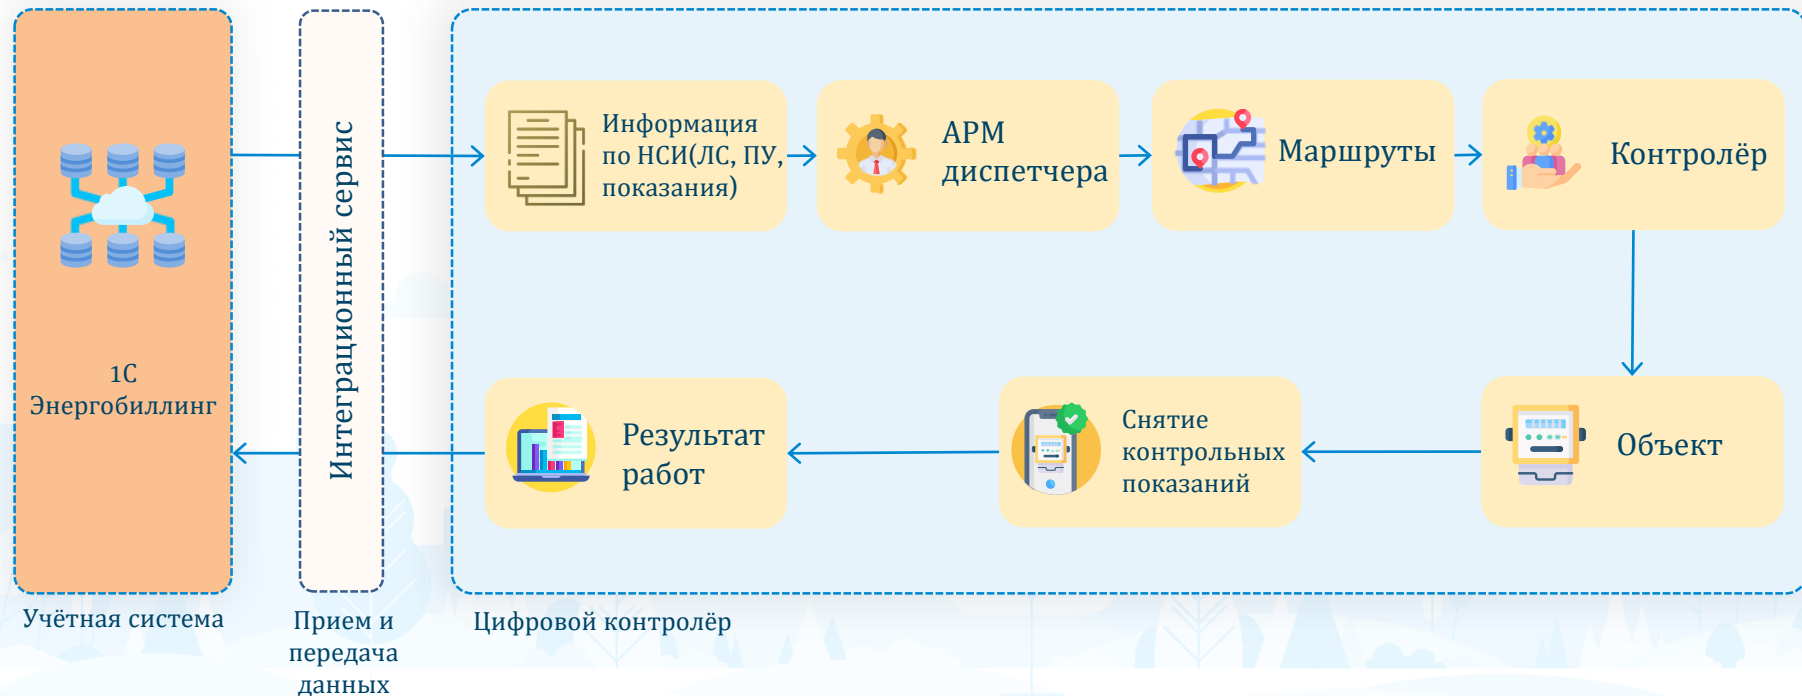 1С
Энергобиллинг
Интеграционный сервис
Информация
по НСИ(ЛС, ПУ,
показания)
АРМ
диспетчера
Маршруты
Контролёр
Результат
работ
Снятие
контрольных
показаний
Объект
Учётная система
Прием и
передача
данных
Цифровой контролёр